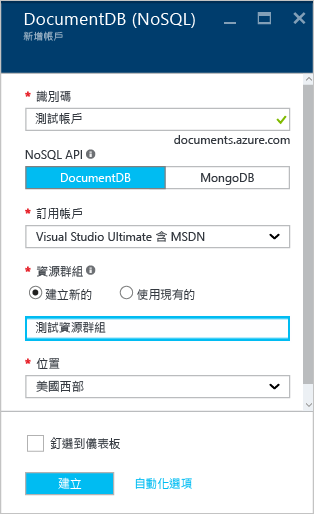 DocumentDB (NoSQL)
新增帳戶
* 識別碼
測試帳戶
documents.azure.com
NoSQL API
DocumentDB MongoDB
* 訂用帳戶
Visual Studio Ultimate 含 MSDN
* 資源群組
建立新的 使用現有的
測試資源群組
* 位置
美國西部
釘選到儀表板
建立 自動化選項